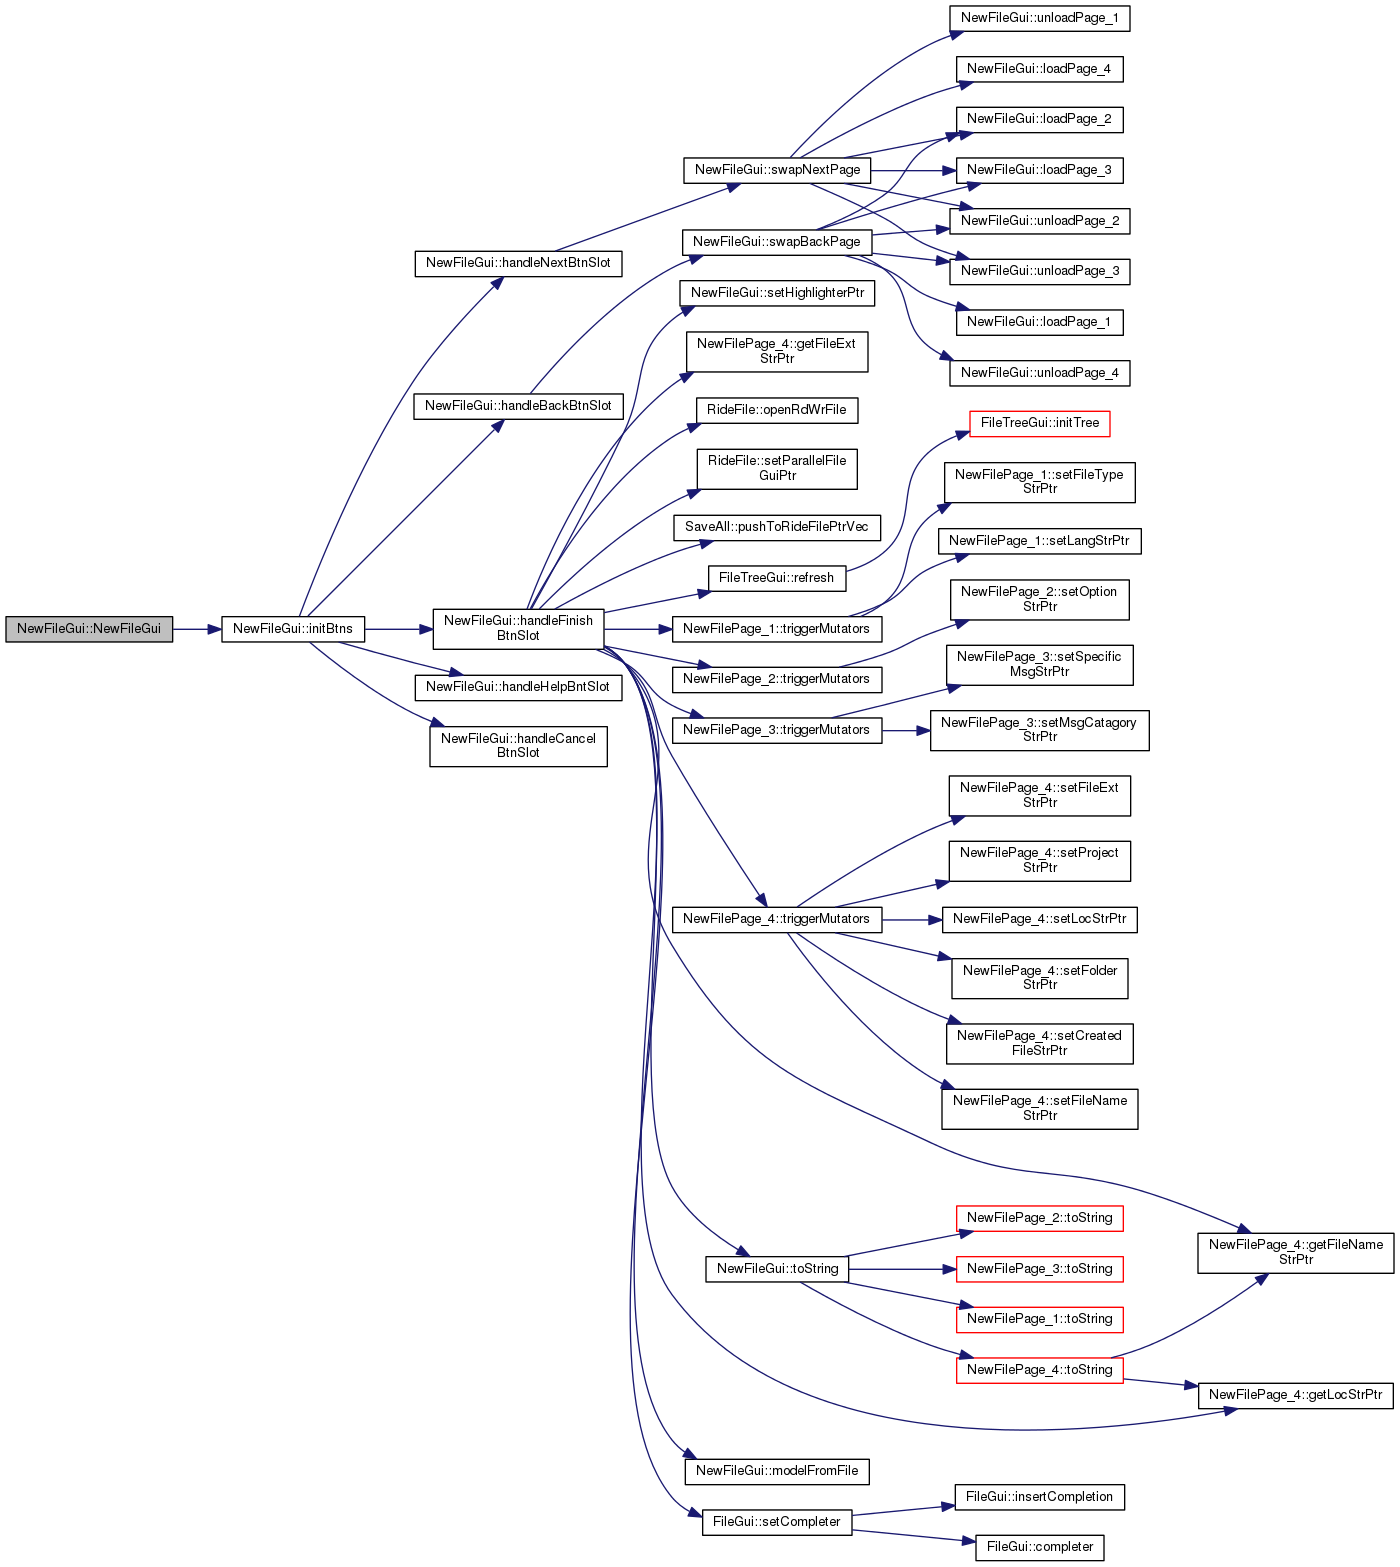 NewFileGui::unloadPage_1
NewFileGui::loadPage_4
NewFileGui::loadPage_2
NewFileGui::swapNextPage
NewFileGui::loadPage_3
NewFileGui::unloadPage_2
NewFileGui::swapBackPage
NewFileGui::handleNextBtnSlot
NewFileGui::unloadPage_3
NewFileGui::setHighlighterPtr
NewFileGui::loadPage_1
NewFilePage_4::getFileExt
StrPtr
NewFileGui::unloadPage_4
NewFileGui::handleBackBtnSlot
RideFile::openRdWrFile
FileTreeGui::initTree
RideFile::setParallelFile
GuiPtr
NewFilePage_1::setFileType
StrPtr
SaveAll::pushToRideFilePtrVec
NewFilePage_1::setLangStrPtr
FileTreeGui::refresh
NewFilePage_2::setOption
StrPtr
NewFileGui::NewFileGui
NewFileGui::initBtns
NewFileGui::handleFinish
BtnSlot
NewFilePage_1::triggerMutators
NewFilePage_3::setSpecific
MsgStrPtr
NewFilePage_2::triggerMutators
NewFileGui::handleHelpBntSlot
NewFilePage_3::triggerMutators
NewFilePage_3::setMsgCatagory
StrPtr
NewFileGui::handleCancel
BtnSlot
NewFilePage_4::setFileExt
StrPtr
NewFilePage_4::setProject
StrPtr
NewFilePage_4::triggerMutators
NewFilePage_4::setLocStrPtr
NewFilePage_4::setFolder
StrPtr
NewFilePage_4::setCreated
FileStrPtr
NewFilePage_4::setFileName
StrPtr
NewFilePage_2::toString
NewFilePage_4::getFileName
StrPtr
NewFileGui::toString
NewFilePage_3::toString
NewFilePage_1::toString
NewFilePage_4::toString
NewFilePage_4::getLocStrPtr
NewFileGui::modelFromFile
FileGui::insertCompletion
FileGui::setCompleter
FileGui::completer